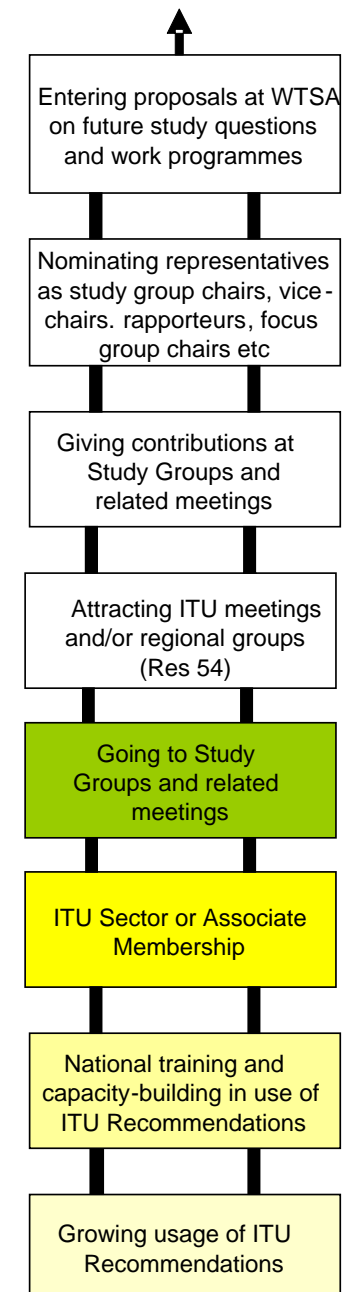 Entering proposals at WTSA
on future study questions
and work programmes
Nominating representatives
as study group chairs, vice-
chairs. rapporteurs, focus
group chairs etc
Giving contributions at
Study Groups and
related meetings
Attracting ITU meetings
and/or regional groups
(Res 54)
Going to Study
Groups and related
meetings
ITU Sector or Associate
Membership
National training and
capacity-building in use of
ITU Recommendations
Growing usage of ITU
Recommendations